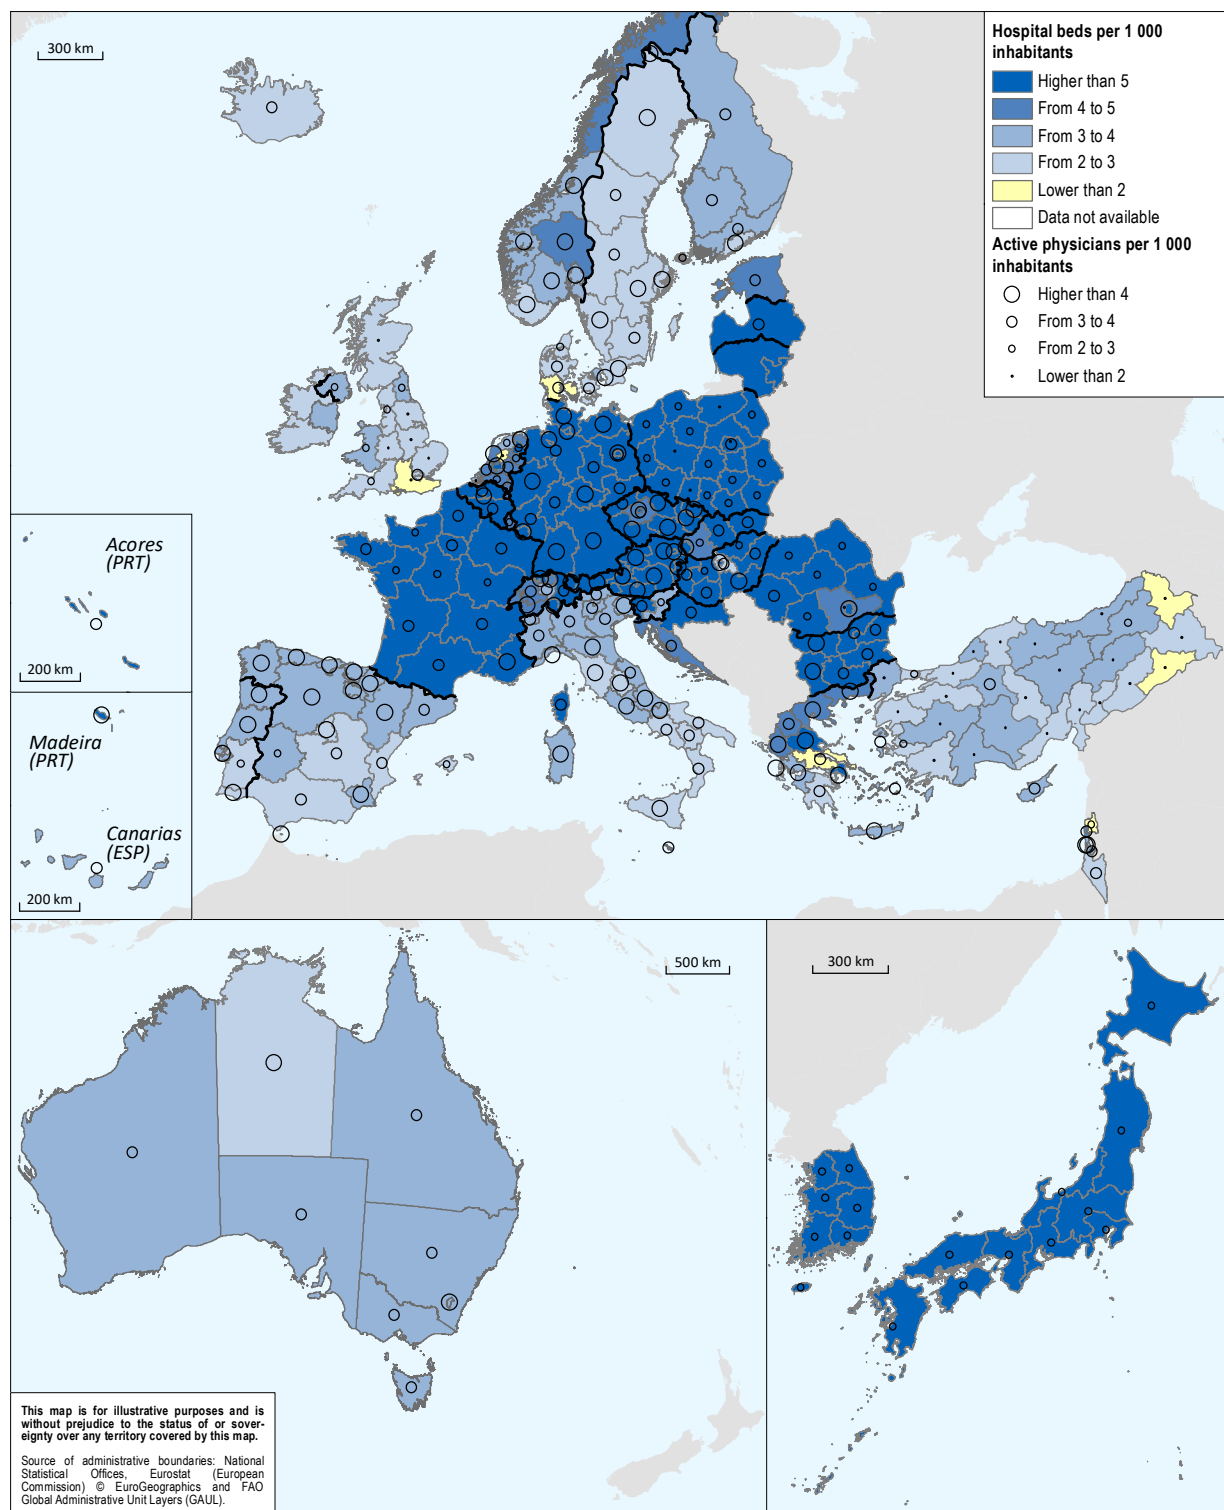 300 km
Hospital beds per 1 000
inhabitants
Higher than 5
From 4 to 5
From 3 to 4
From 2 to 3
Lower than 2
Data not available
Active physicians per 1 000
inhabitants
Higher than 4
From 3 to 4
From 2 to 3
Lower than 2
Acores
(PRT)
200 km
Madeira
(PRT)
Canarias
(ESP)
200 km
500 km
300 km
This map is for illustrative purposes and is
without prejudice to the status of or sover-
eignty over any territory covered by this map.
Source of administrative boundaries: National
Statistical Offices, Eurostat (European
Commission) © EuroGeographics and FAO
Global Administrative Unit Layers (GAUL).